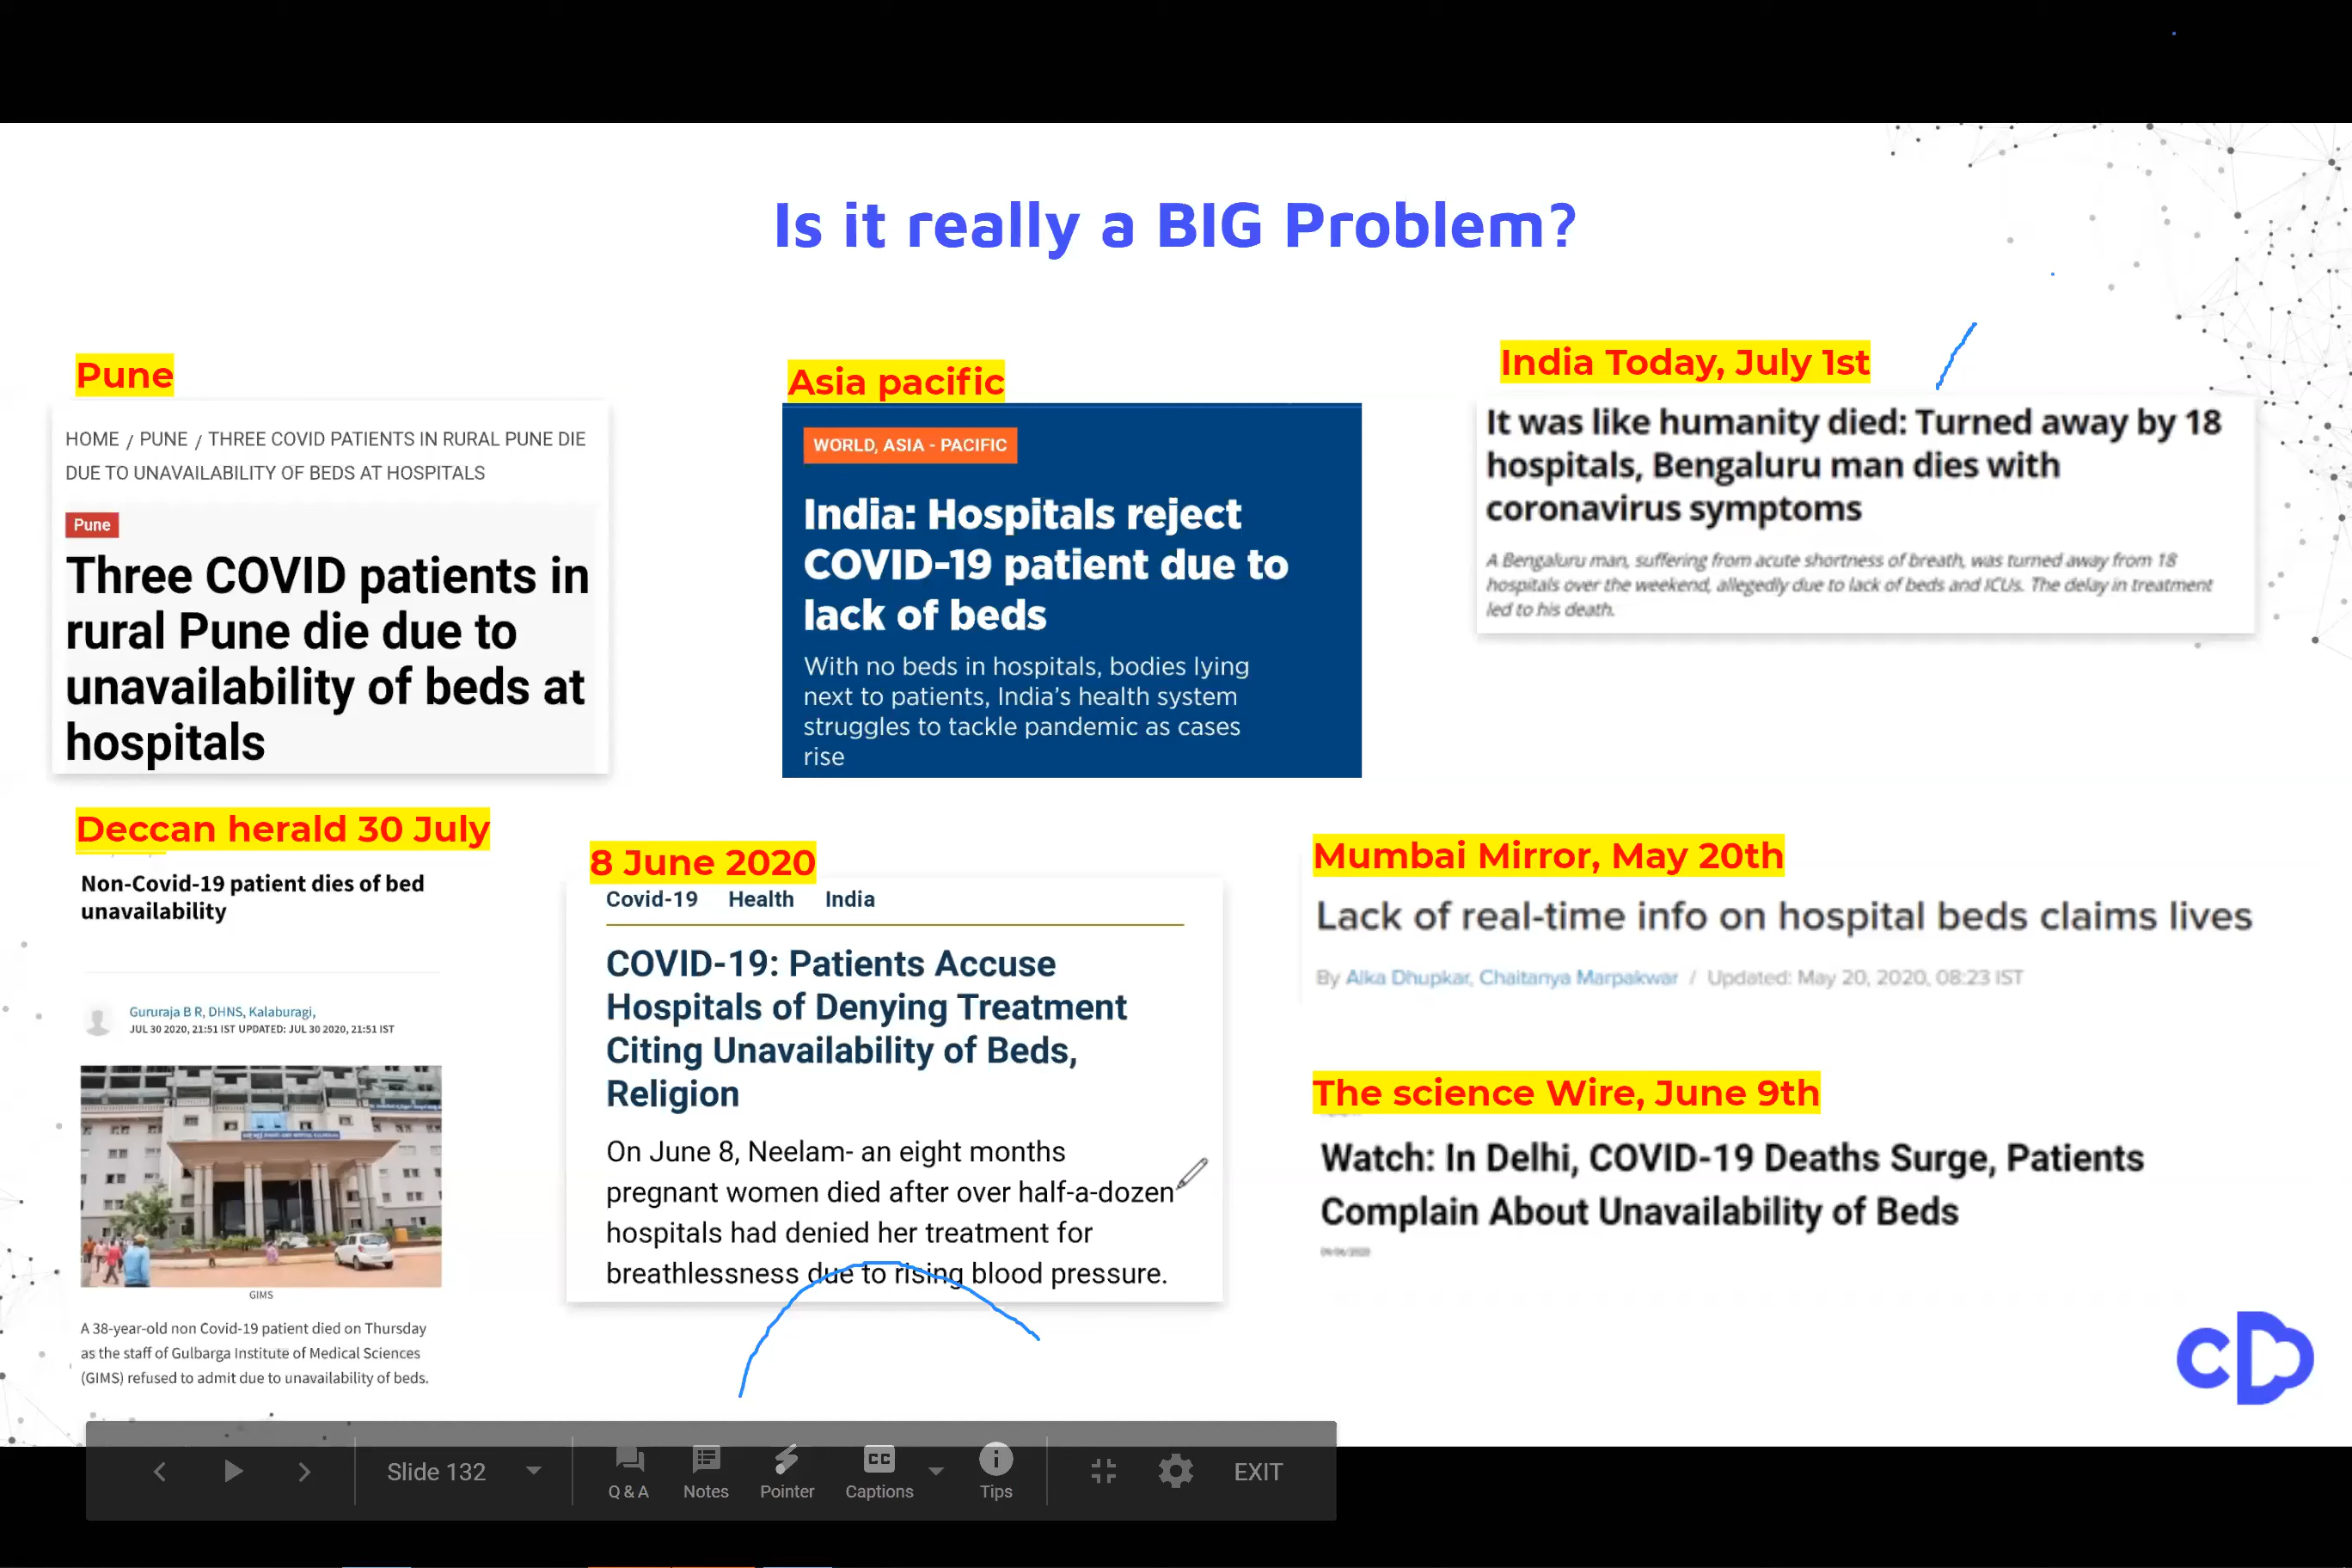 Is it really a BIG Problem?
Pune
HOME / PUNE / THREE COVID PATIENTS IN RURAL PUNE DIE
DUE TO UNAVAILABILITY OF BEDS AT HOSPITALS
Pune
Three COVID patients in
rural Pune die due to
unavailability of beds at
hospitals
Asia pacific
WORLD, ASIA - PACIFIC
India: Hospitals reject
COVID-19 patient due to
lack of beds
With no beds in hospitals, bodies lying
next to patients, India's health system
struggles to tackle pandemic as cases
rise
India Today, July 1st
It was like humanity died: Turned away by 18
hospitals, Bengaluru man dies with
coronavirus symptoms
A Bengaluru man, suffering from acute shortness of breath, was turned away from 18
hospitals over the weekend, allegedly due to lack of beds and ICUs. The delay in treatment
led to his death.
Deccan herald 30 July
Non-Covid-19 patient dies of bed
unavailability
Gururaja B R, DHNS, Kalaburagi,
JUL 30 2020, 21:51 IST UPDATED: JUL 30 2020, 21:51 IST
GIMS
A 38-year-old non Covid-19 patient died on Thursday
as the staff of Gulbarga Institute of Medical Sciences
(GIMS) refused to admit due to unavailability of beds.
8 June 2020
Covid-19 Health India
COVID-19: Patients Accuse
Hospitals of Denying Treatment
Citing Unavailability of Beds,
Religion
On June 8, Neelam- an eight months
pregnant women died after over half-a-dozen
hospitals had denied her treatment for
breathlessness due to rising blood pressure.
Mumbai Mirror, May 20th
Lack of real-time info on hospital beds claims lives
By Alka Dhupkar, Chaitanya Marpakwar / Updated: May 20, 2020, 08:23 IST
The science Wire, June 9th
Watch: In Delhi, COVID-19 Deaths Surge, Patients
Complain About Unavailability of Beds
09/06/2020
Slide 132
Q & A
Notes
Pointer
CC
Captions
Tips
EXIT